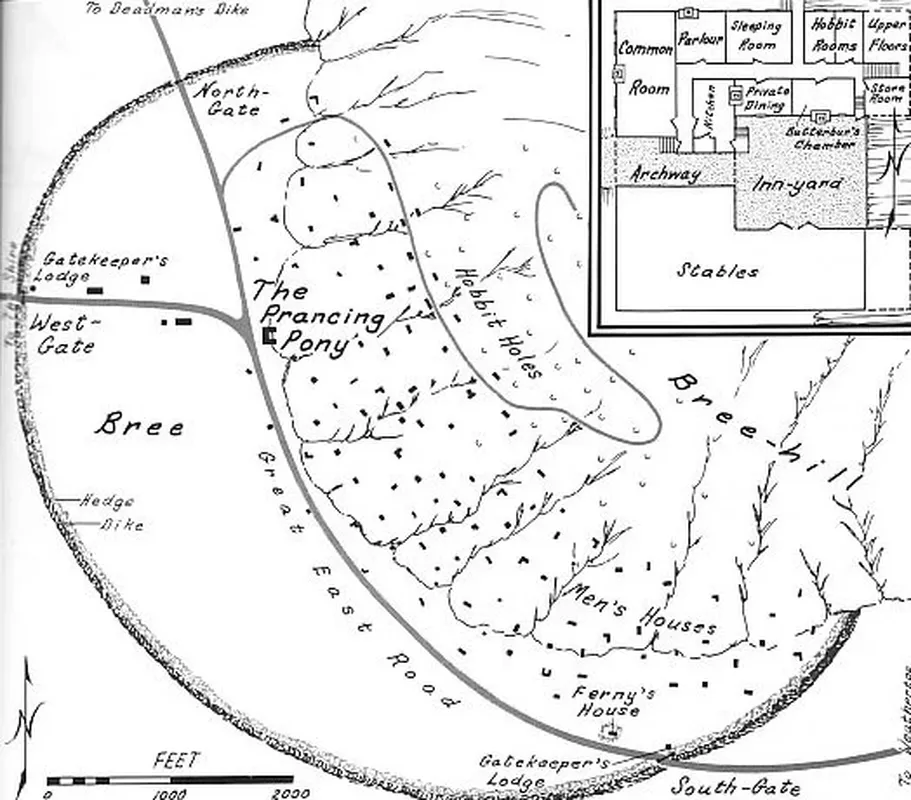 To Deadman's Dike
North-
Gate
Gatekeeper's
Lodge
West-
Gate
The
Prancing
Pony
Bree
Hedge
Dike
Great East Road
Hobbit Holes
Bree-hill
Men's Houses
Ferny's
House
Gatekeeper's
Lodge
South-Gate
N
FEET
0 1000 2000
Common
Room
Parlour
Sleeping
Room
Hobbit
Rooms
Upper
Floors
Kitchen
Private
Dining
Store
Room
Butterbur's
Chamber
Archway
Inn-yard
N
Stables